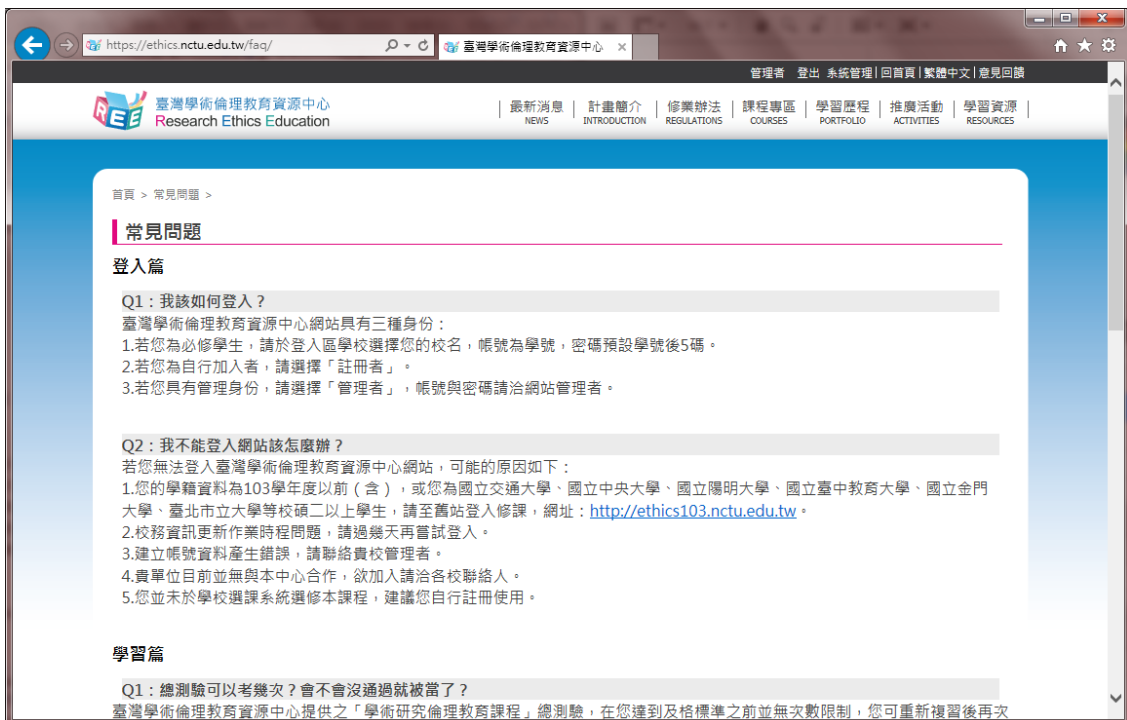 https://ethics.nctu.edu.tw/faq/
臺灣學術倫理教育資源中心
管理者 登出 系統管理|回首頁|繁體中文|意見回饋
REE
臺灣學術倫理教育資源中心
Research Ethics Education
最新消息 | 計畫簡介 | 修業辦法 | 課程專區 | 學習歷程 | 推廣活動 | 學習資源
NEWS INTRODUCTION REGULATIONS COURSES PORTFOLIO ACTIVITIES RESOURCES
首頁 > 常見問題 >
常見問題
登入篇
Q1：我該如何登入？
臺灣學術倫理教育資源中心網站具有三種身份：
1.若您為必修學生，請於登入區學校選擇您的校名，帳號為學號，密碼預設學號後5碼。
2.若您為自行加入者，請選擇「註冊者」。
3.若您具有管理身份，請選擇「管理者」，帳號與密碼請洽網站管理者。
Q2：我不能登入網站該怎麼辦？
若您無法登入臺灣學術倫理教育資源中心網站，可能的原因如下：
1.您的學籍資料為103學年度以前（含），或您為國立交通大學、國立中央大學、國立陽明大學、國立臺中教育大學、國立金門
大學、臺北市立大學等校碩二以上學生，請至舊站登入修課，網址：http://ethics103.nctu.edu.tw。
2.校務資訊更新作業時程問題，請過幾天再嘗試登入。
3.建立帳號資料產生錯誤，請聯絡貴校管理者。
4.貴單位目前並無與本中心合作，欲加入請洽各校聯絡人。
5.您並未於學校選課系統選修本課程，建議您自行註冊使用。
學習篇
Q1：總測驗可以考幾次？會不會沒通過就被當了？
臺灣學術倫理教育資源中心提供之「學術研究倫理教育課程」總測驗，在您達到及格標準之前並無次數限制，您可重新複習後再次